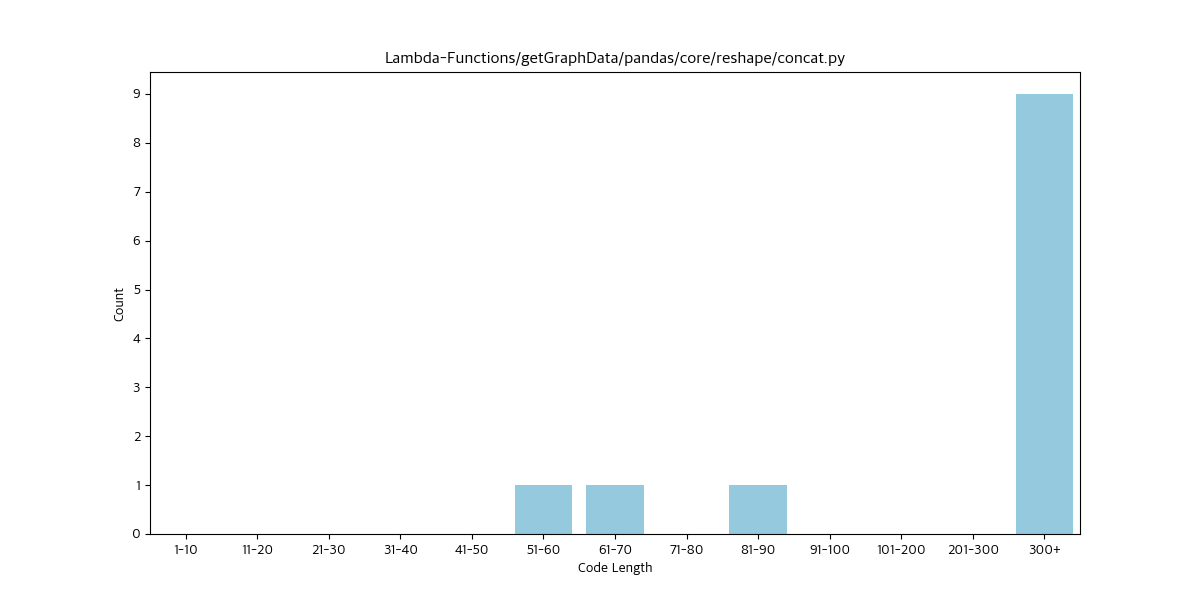 Lambda-Functions/getGraphData/pandas/core/reshape/concat.py
9
8
7
6
5
4
3
2
1
0
Count
1-10 11-20 21-30 31-40 41-50 51-60 61-70 71-80 81-90 91-100 101-200 201-300 300+
Code Length